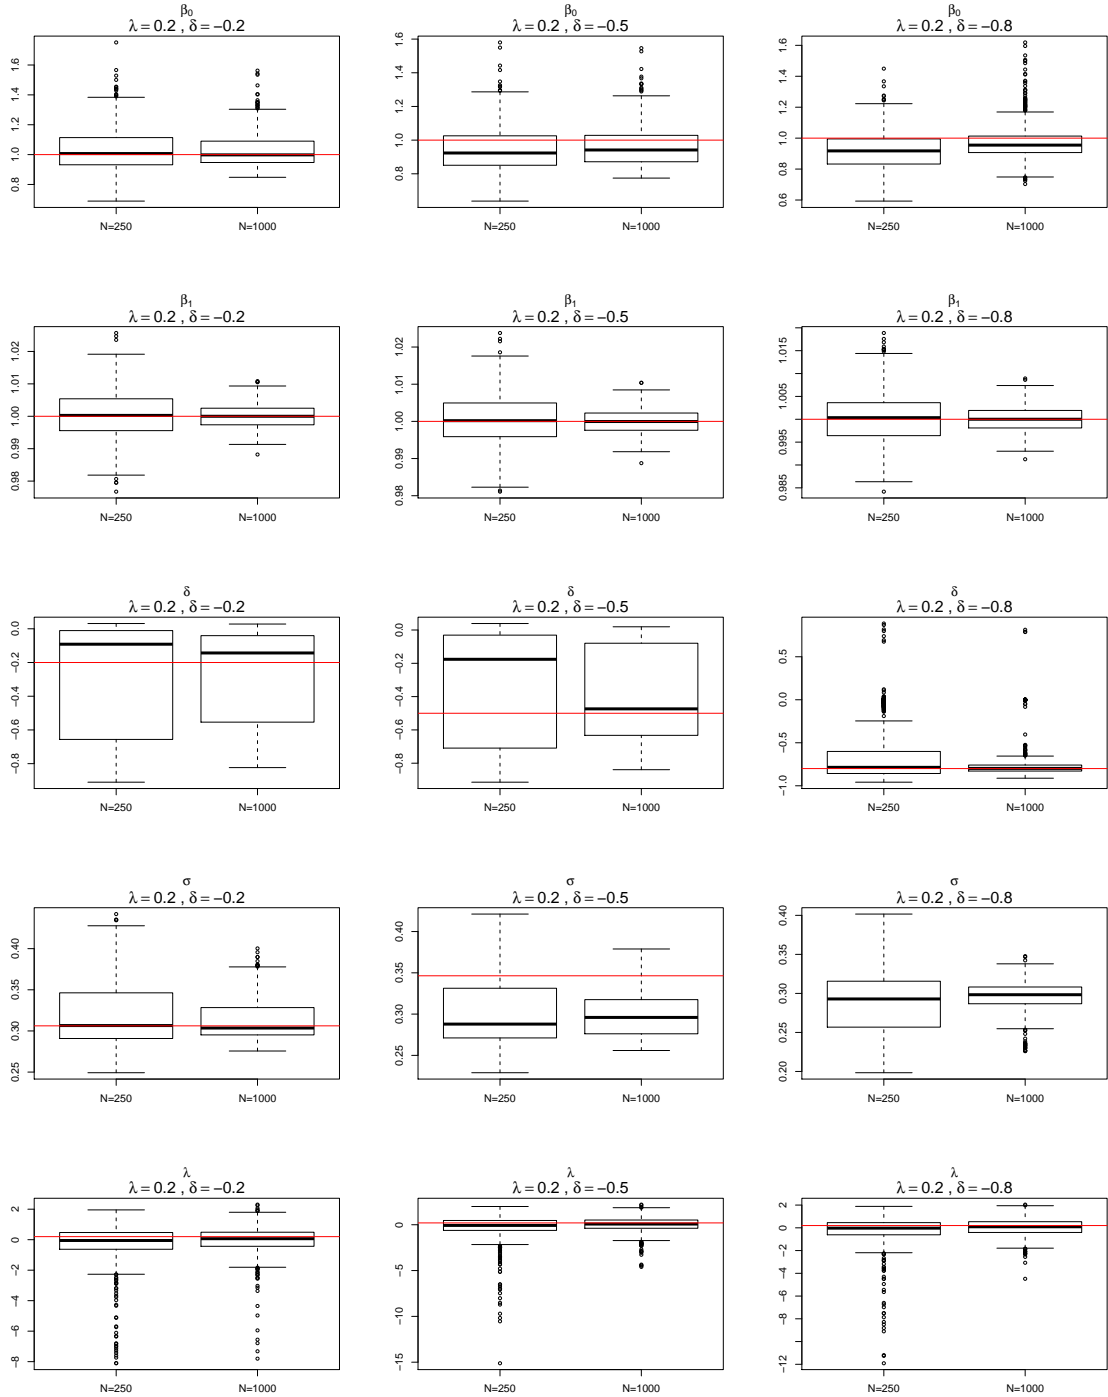 β₀ β₀ β₀
λ = 0.2 , δ = −0.2 λ = 0.2 , δ = −0.5 λ = 0.2 , δ = −0.8
0.8 1.0 1.2 1.4 1.6 0.8 1.0 1.2 1.4 1.6 0.6 0.8 1.0 1.2 1.4 1.6
N=250 N=1000 N=250 N=1000 N=250 N=1000
β₁ β₁ β₁
λ = 0.2 , δ = −0.2 λ = 0.2 , δ = −0.5 λ = 0.2 , δ = −0.8
0.98 0.99 1.00 1.01 1.02 0.98 0.99 1.00 1.01 1.02 0.985 0.995 1.005 1.015
N=250 N=1000 N=250 N=1000 N=250 N=1000
δ δ δ
λ = 0.2 , δ = −0.2 λ = 0.2 , δ = −0.5 λ = 0.2 , δ = −0.8
−0.8 −0.6 −0.4 −0.2 0.0 −0.8 −0.6 −0.4 −0.2 0.0 −1.0 −0.5 0.0 0.5
N=250 N=1000 N=250 N=1000 N=250 N=1000
σ σ σ
λ = 0.2 , δ = −0.2 λ = 0.2 , δ = −0.5 λ = 0.2 , δ = −0.8
0.25 0.30 0.35 0.40 0.25 0.30 0.35 0.40 0.20 0.25 0.30 0.35 0.40
N=250 N=1000 N=250 N=1000 N=250 N=1000
λ λ λ
λ = 0.2 , δ = −0.2 λ = 0.2 , δ = −0.5 λ = 0.2 , δ = −0.8
−8 −6 −4 −2 0 2 −15 −10 −5 0 −12 −8 −6 −4 −2 0 2
N=250 N=1000 N=250 N=1000 N=250 N=1000